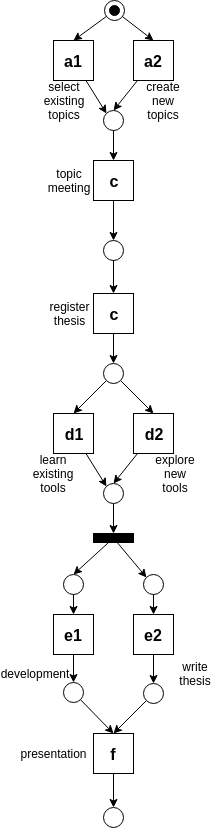 a1
a2
select
existing
topics
create
new
topics
topic
meeting
c
register
thesis
c
d1
d2
learn
existing
tools
explore
new
tools
e1
e2
development
write
thesis
presentation
f